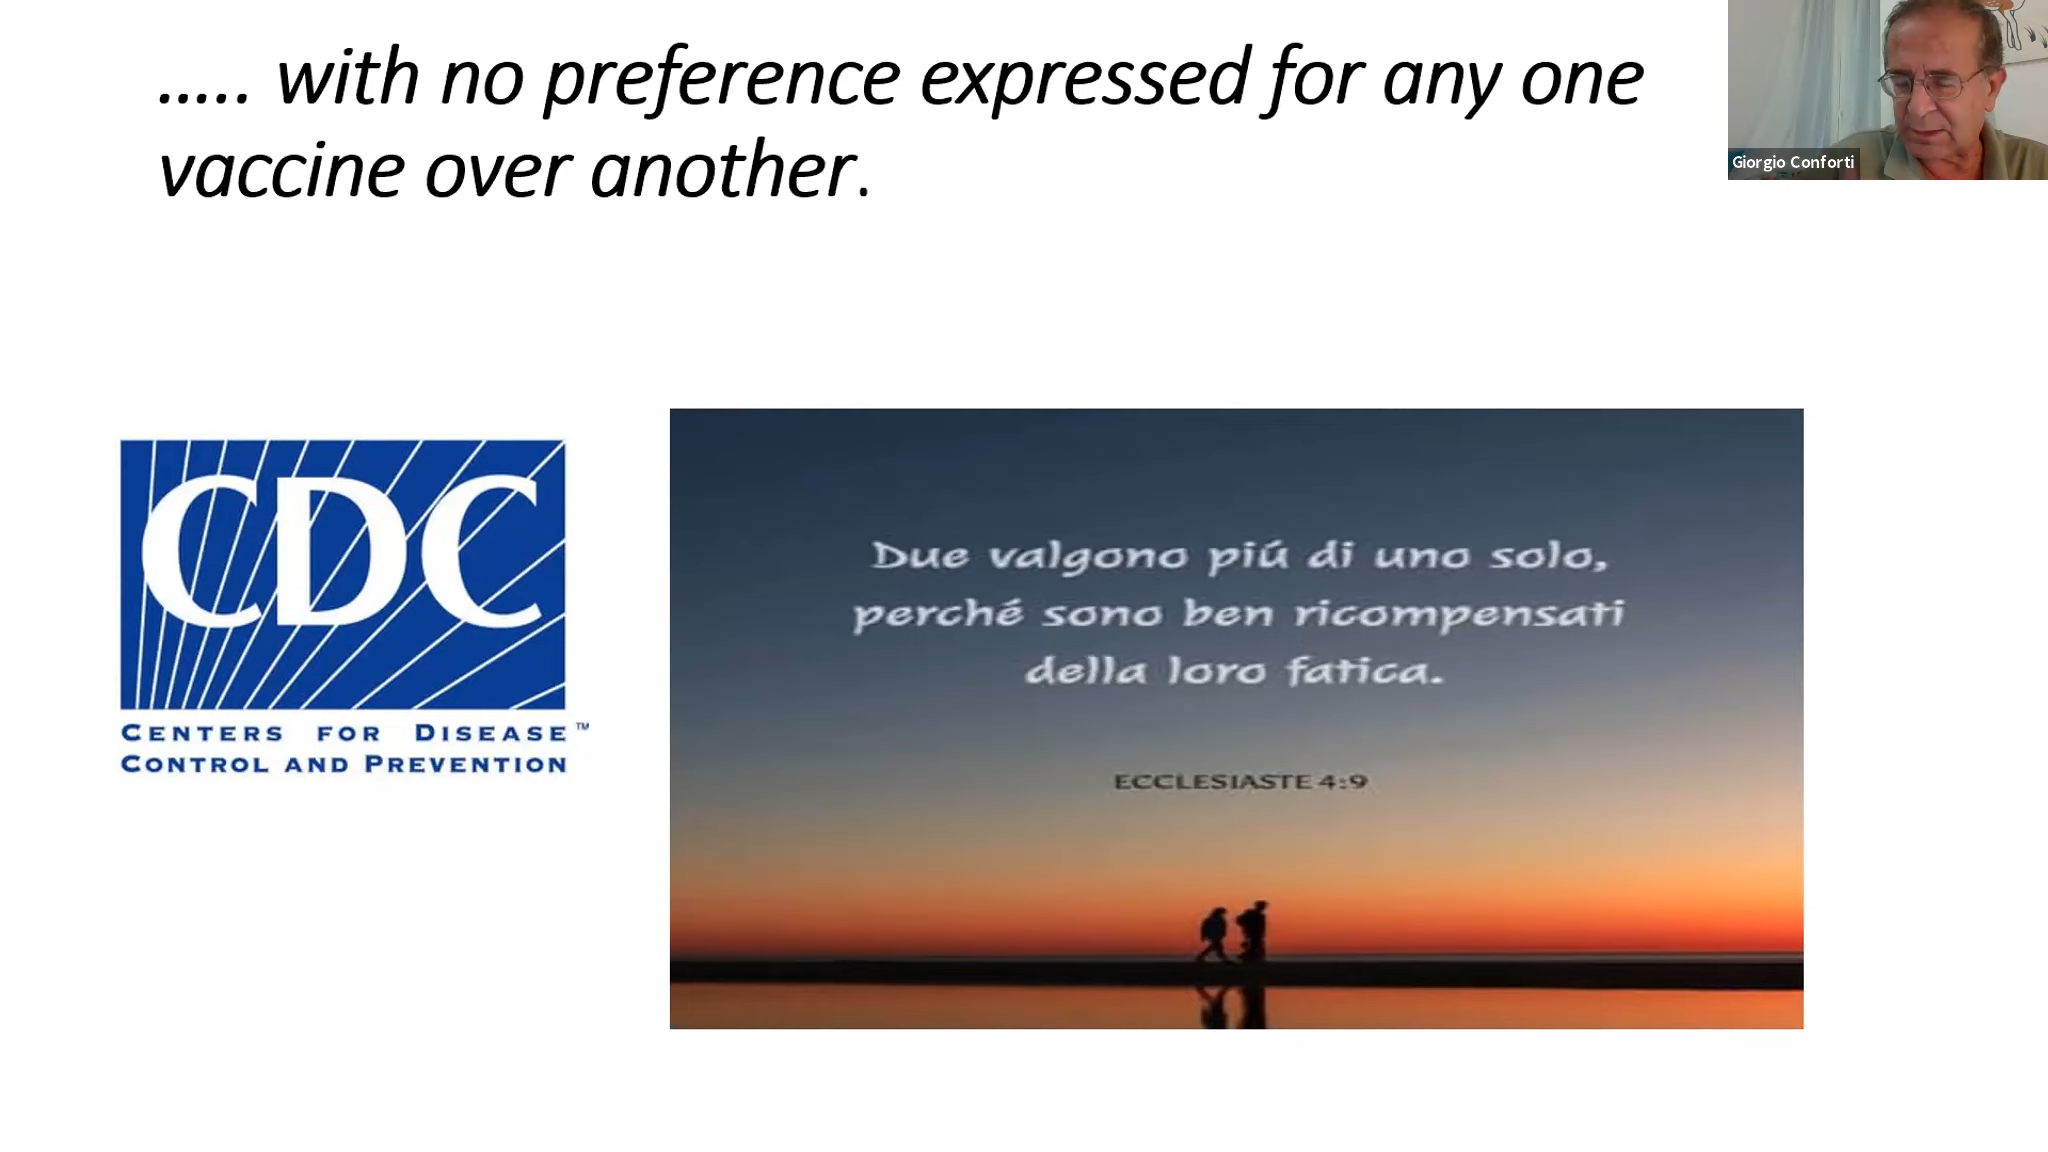 ..... with no preference expressed for any one
vaccine over another.
Giorgio Conforti
CDC
CENTERS FOR DISEASE™
CONTROL AND PREVENTION
Due valgono piú di uno solo,
perché sono ben ricompensati
della loro fatica.
ECCLESIASTE 4:9